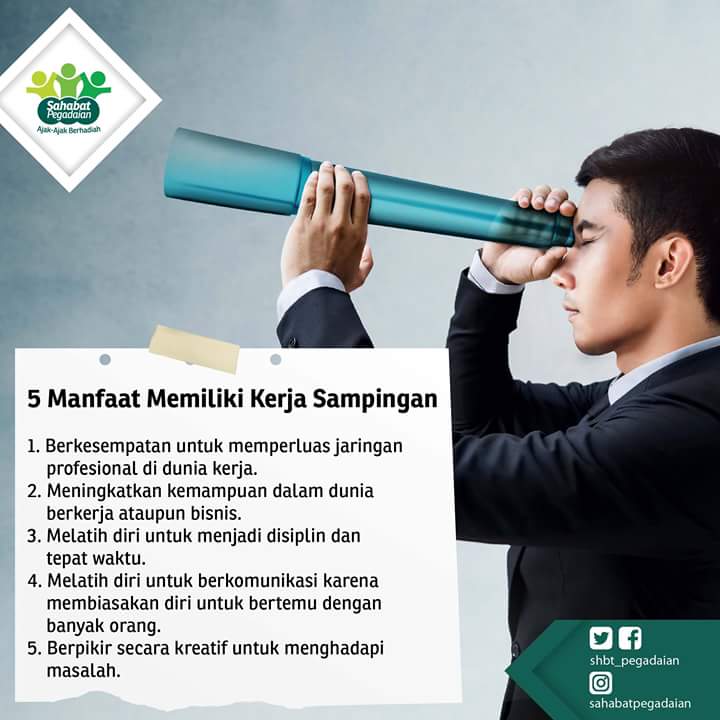 Sahabat
Pegadaian
Ajak-Ajak Berhadiah
5 Manfaat Memiliki Kerja Sampingan
1. Berkesempatan untuk memperluas jaringan
profesional di dunia kerja.
2. Meningkatkan kemampuan dalam dunia
berkerja ataupun bisnis.
3. Melatih diri untuk menjadi disiplin dan
tepat waktu.
4. Melatih diri untuk berkomunikasi karena
membiasakan diri untuk bertemu dengan
banyak orang.
5. Berpikir secara kreatif untuk menghadapi
masalah.
shbt_pegadaian
sahabatpegadaian